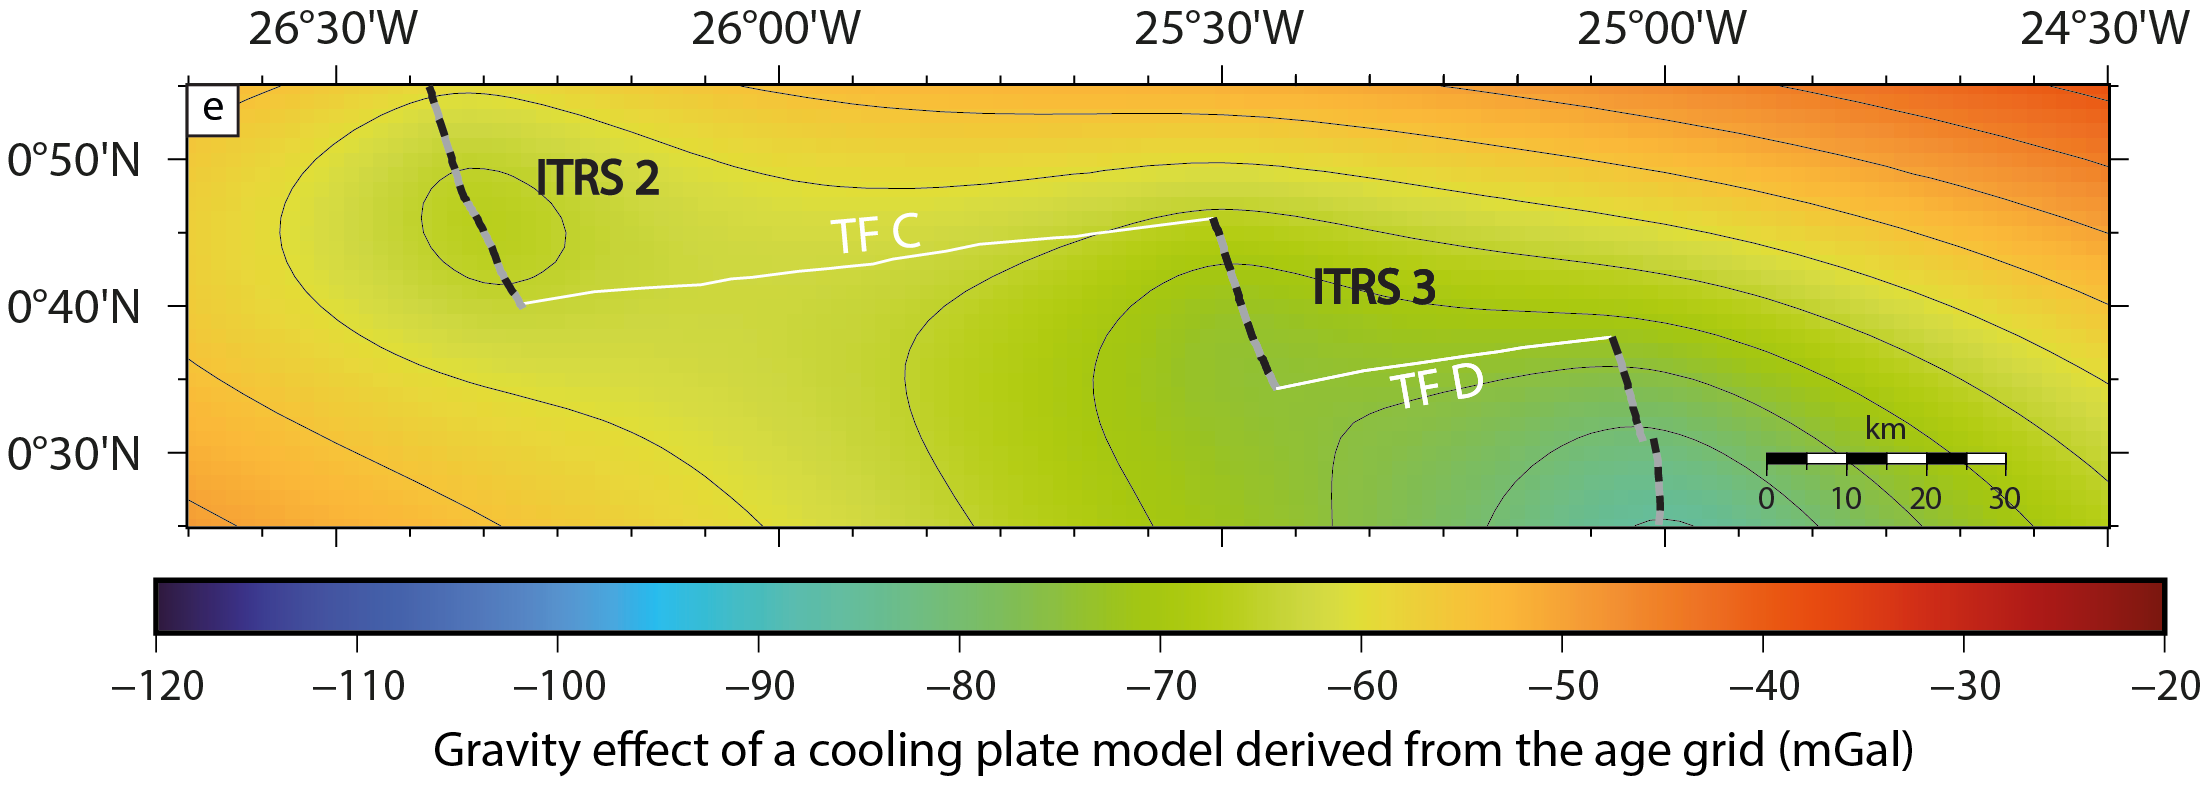 26°30'W 26°00'W 25°30'W 25°00'W 24°30'W
e
0°50'N
ITRS 2
TF C
0°40'N
ITRS 3
TF D
0°30'N
km
0 10 20 30
−120 −110 −100 −90 −80 −70 −60 −50 −40 −30 −20
Gravity effect of a cooling plate model derived from the age grid (mGal)